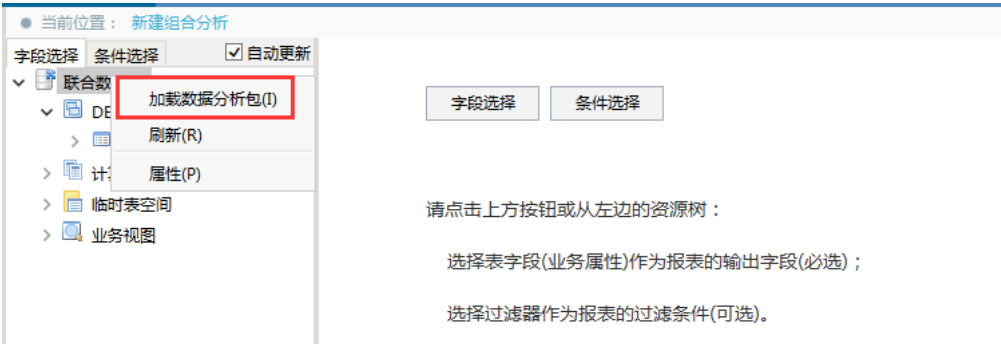 当前位置： 新建组合分析
字段选择 条件选择 自动更新
联合数
加载数据分析包(I)
DE
刷新(R)
计
属性(P)
临时表空间
业务视图
字段选择 条件选择
请点击上方按钮或从左边的资源树：
选择表字段(业务属性)作为报表的输出字段(必选)；
选择过滤器作为报表的过滤条件(可选)。